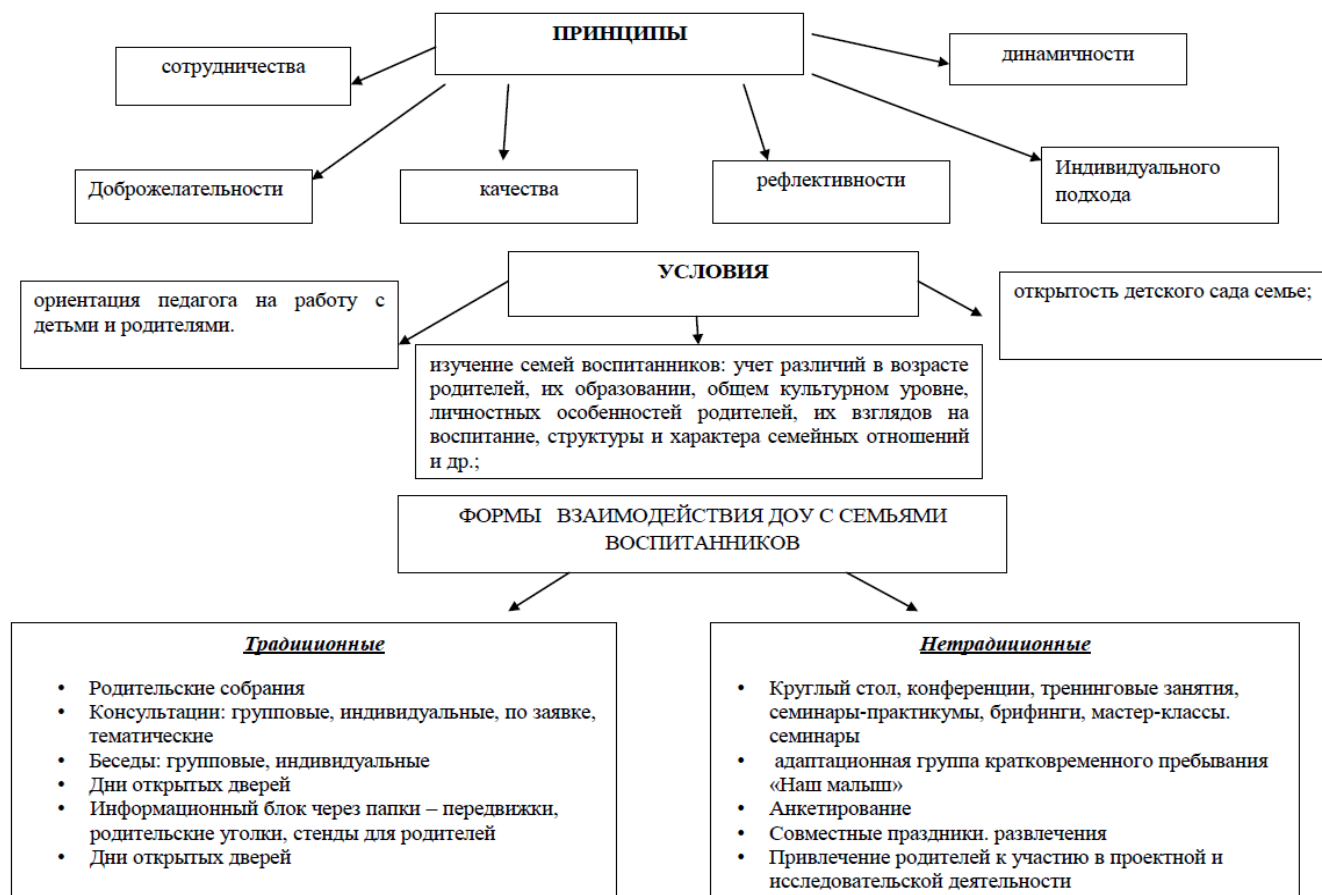 ПРИНЦИПЫ
сотрудничества
динамичности
Доброжелательности
качества
рефлективности
Индивидуального
подхода
УСЛОВИЯ
ориентация педагога на работу с
детьми и родителями.
открытость детского сада семье;
изучение семей воспитанников: учет различий в возрасте
родителей, их образовании, общем культурном уровне,
личностных особенностей родителей, их взглядов на
воспитание, структуры и характера семейных отношений
и др.;
ФОРМЫ ВЗАИМОДЕЙСТВИЯ ДОУ С СЕМЬЯМИ
ВОСПИТАННИКОВ
Традиционные
• Родительские собрания
• Консультации: групповые, индивидуальные, по заявке,
тематические
• Беседы: групповые, индивидуальные
• Дни открытых дверей
• Информационный блок через папки – передвижки,
родительские уголки, стенды для родителей
• Дни открытых дверей
Нетрадиционные
• Круглый стол, конференции, тренинговые занятия,
семинары-практикумы, брифинги, мастер-классы.
семинары
• адаптационная группа кратковременного пребывания
«Наш малыш»
• Анкетирование
• Совместные праздники. развлечения
• Привлечение родителей к участию в проектной и
исследовательской деятельности